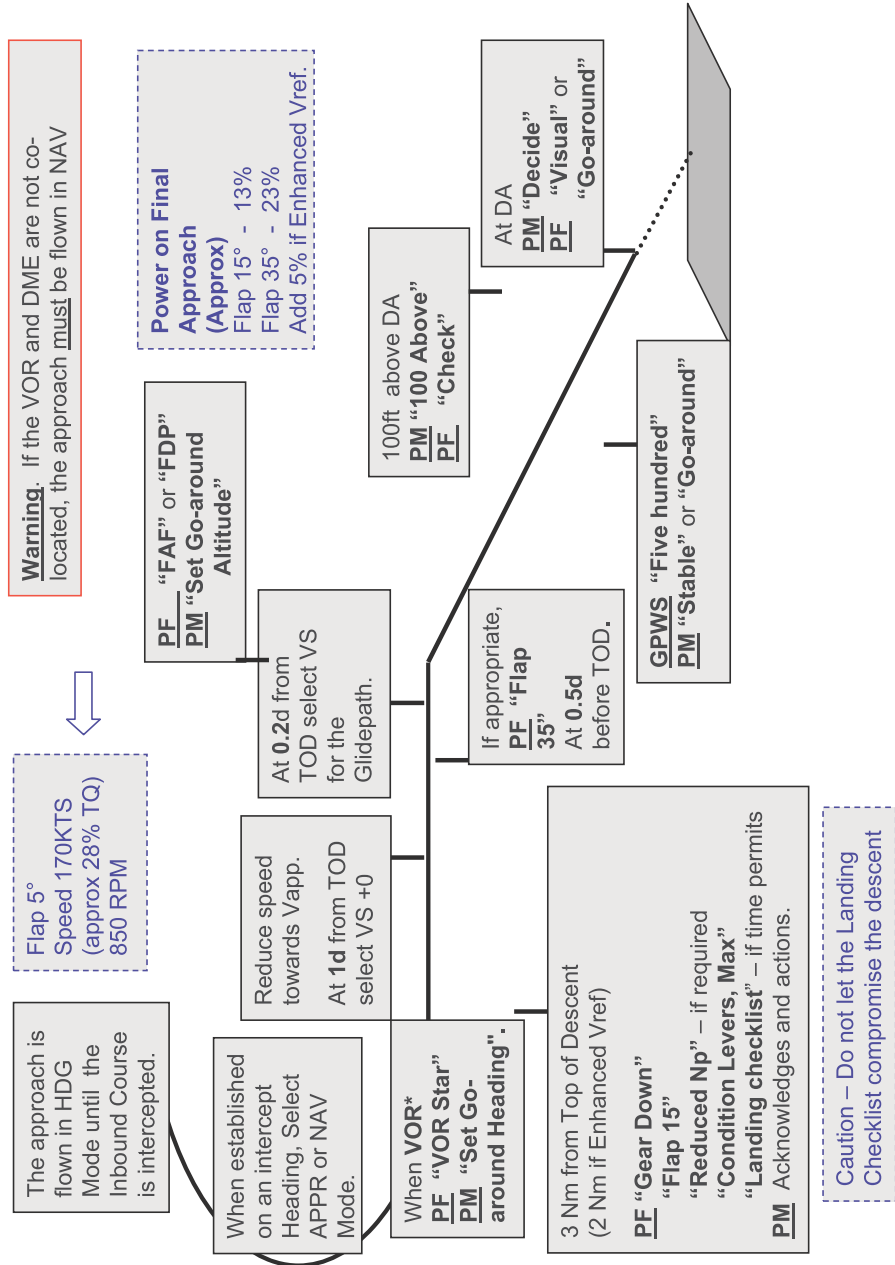 Warning. If the VOR and DME are not co-
located, the approach must be flown in NAV
The approach is
flown in HDG
Mode until the
Inbound Course
is intercepted.
Flap 5°
Speed 170KTS
(approx 28% TQ)
850 RPM
Power on Final
Approach
(Approx)
Flap 15° - 13%
Flap 35° - 23%
Add 5% if Enhanced Vref.
When established
on an intercept
Heading, Select
APPR or NAV
Mode.
When VOR*
PF “VOR Star”
PM “Set Go-
around Heading".
Reduce speed
towards Vapp.
At 1d from TOD
select VS +0
At 0.2d from
TOD select VS
for the
Glidepath.
PF “FAF” or “FDP”
PM “Set Go-around
Altitude”
100ft above DA
PM “100 Above”
PF “Check”
At DA
PM “Decide”
PF “Visual” or
“Go-around”
3 Nm from Top of Descent
(2 Nm if Enhanced Vref)
PF “Gear Down”
“Flap 15”
“Reduced Np” – if required
“Condition Levers, Max”
“Landing checklist” – if time permits
PM Acknowledges and actions.
If appropriate,
PF “Flap
35”
At 0.5d
before TOD.
GPWS “Five hundred”
PM “Stable” or “Go-around”
Caution – Do not let the Landing
Checklist compromise the descent